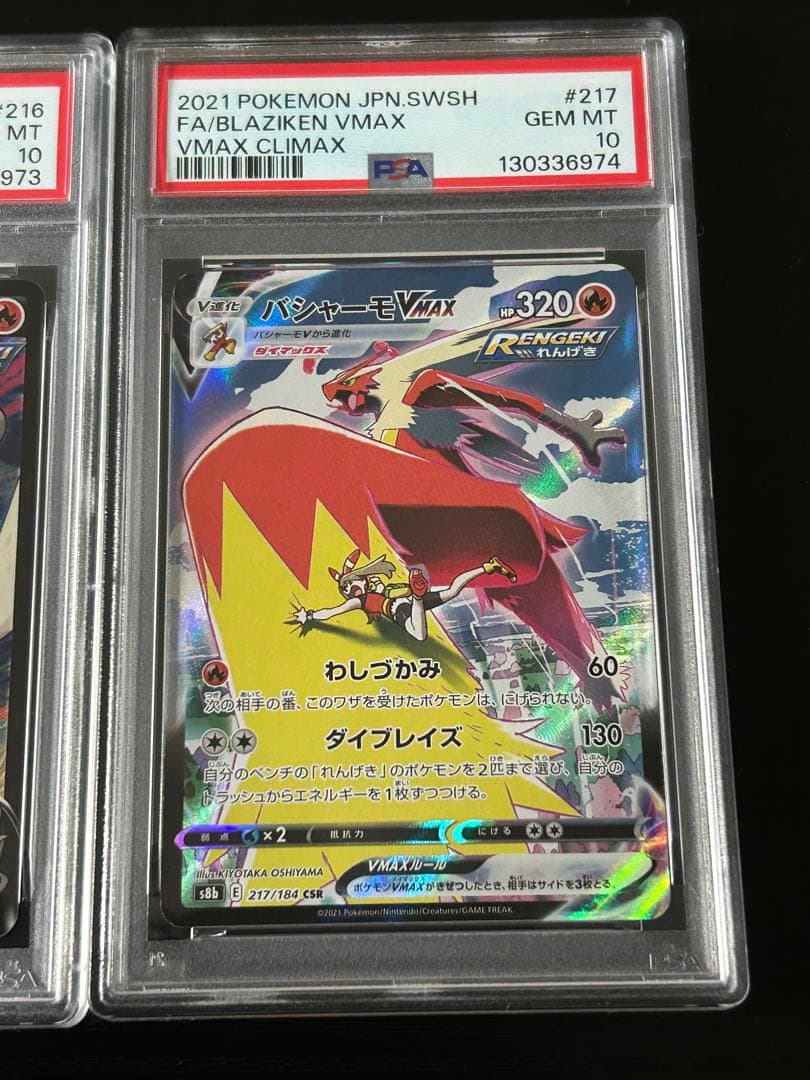 #216
MT
10
973
2021 POKEMON JPN.SWSH #217
FA/BLAZIKEN VMAX GEM MT
VMAX CLIMAX 10
PSA 130336974
V進化 バシャーモVMAX HP320
バシャーモVから進化
ダイマックス
RENGEKI
れんげき
わしづかみ 60
次の相手の番、このワザを受けたポケモンは、にげられない。
ダイブレイズ 130
自分のベンチの「れんげき」のポケモンを2匹まで選び、自分の
トラッシュからエネルギーを1枚ずつつける。
弱点 ×2 抵抗力 にげる
Illus.KIYOTAKA OSHIYAMA
VMAXルール
s8b E 217/184 CSR
ポケモンVMAXがきぜつしたとき、相手はサイドを3枚とる。
©2021 Pokémon/Nintendo/Creatures/GAME FREAK.
PSA